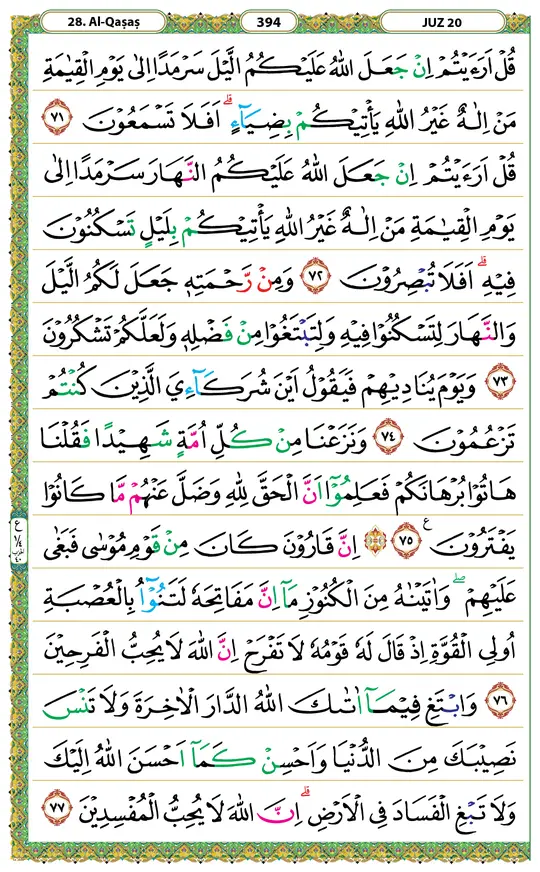 28. Al-Qaṣaṣ 394 JUZ 20
قُلْ اَرَءَيْتُمْ اِنْ جَعَلَ اللّٰهُ عَلَيْكُمُ الَّيْلَ سَرْمَدًا اِلٰى يَوْمِ الْقِيٰمَةِ
مَنْ اِلٰهٌ غَيْرُ اللّٰهِ يَأْتِيْكُمْ بِضِيَآءٍ ۗ اَفَلَا تَسْمَعُوْنَ ٧١
قُلْ اَرَءَيْتُمْ اِنْ جَعَلَ اللّٰهُ عَلَيْكُمُ النَّهَارَ سَرْمَدًا اِلٰى
يَوْمِ الْقِيٰمَةِ مَنْ اِلٰهٌ غَيْرُ اللّٰهِ يَأْتِيْكُمْ بِلَيْلٍ تَسْكُنُوْنَ
فِيْهِ ۗ اَفَلَا تُبْصِرُوْنَ ٧٢ وَمِنْ رَّحْمَتِهٖ جَعَلَ لَكُمُ الَّيْلَ
وَالنَّهَارَ لِتَسْكُنُوْا فِيْهِ وَلِتَبْتَغُوْا مِنْ فَضْلِهٖ وَلَعَلَّكُمْ تَشْكُرُوْنَ
٧٣ وَيَوْمَ يُنَادِيْهِمْ فَيَقُوْلُ اَيْنَ شُرَكَآءِيَ الَّذِيْنَ كُنْتُمْ
تَزْعُمُوْنَ ٧٤ وَنَزَعْنَا مِنْ كُلِّ اُمَّةٍ شَهِيْدًا فَقُلْنَا
هَاتُوْا بُرْهَانَكُمْ فَعَلِمُوْٓا اَنَّ الْحَقَّ لِلّٰهِ وَضَلَّ عَنْهُمْ مَّا كَانُوْا
يَفْتَرُوْنَ ࣖ ٧٥ ۞ اِنَّ قَارُوْنَ كَانَ مِنْ قَوْمِ مُوْسٰى فَبَغٰى
عَلَيْهِمْ ۖ وَاٰتَيْنٰهُ مِنَ الْكُنُوْزِ مَآ اِنَّ مَفَاتِحَهٗ لَتَنُوْٓاُ بِالْعُصْبَةِ
اُولِى الْقُوَّةِ اِذْ قَالَ لَهٗ قَوْمُهٗ لَا تَفْرَحْ اِنَّ اللّٰهَ لَا يُحِبُّ الْفَرِحِيْنَ
٧٦ وَابْتَغِ فِيْمَآ اٰتٰىكَ اللّٰهُ الدَّارَ الْاٰخِرَةَ وَلَا تَنْسَ
نَصِيْبَكَ مِنَ الدُّنْيَا وَاَحْسِنْ كَمَآ اَحْسَنَ اللّٰهُ اِلَيْكَ
وَلَا تَبْغِ الْفَسَادَ فِى الْاَرْضِ ۗ اِنَّ اللّٰهَ لَا يُحِبُّ الْمُفْسِدِيْنَ ٧٧